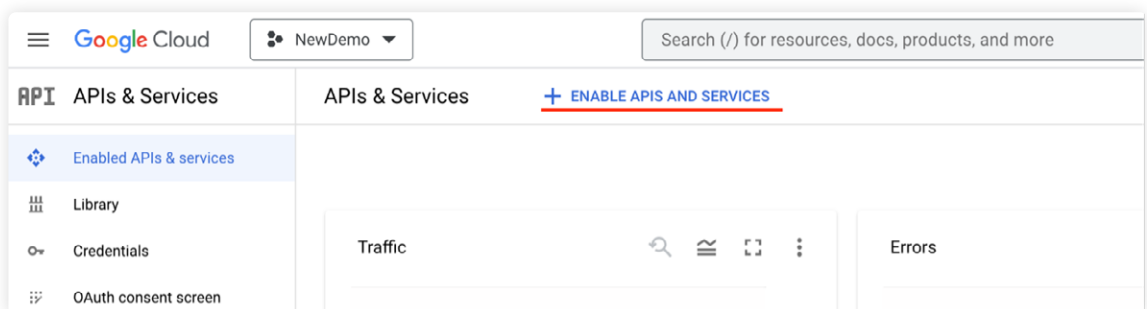 Google Cloud
NewDemo
Search (/) for resources, docs, products, and more
API
APIs & Services
APIs & Services
+ ENABLE APIS AND SERVICES
Enabled APIs & services
Library
Credentials
OAuth consent screen
Traffic
Errors